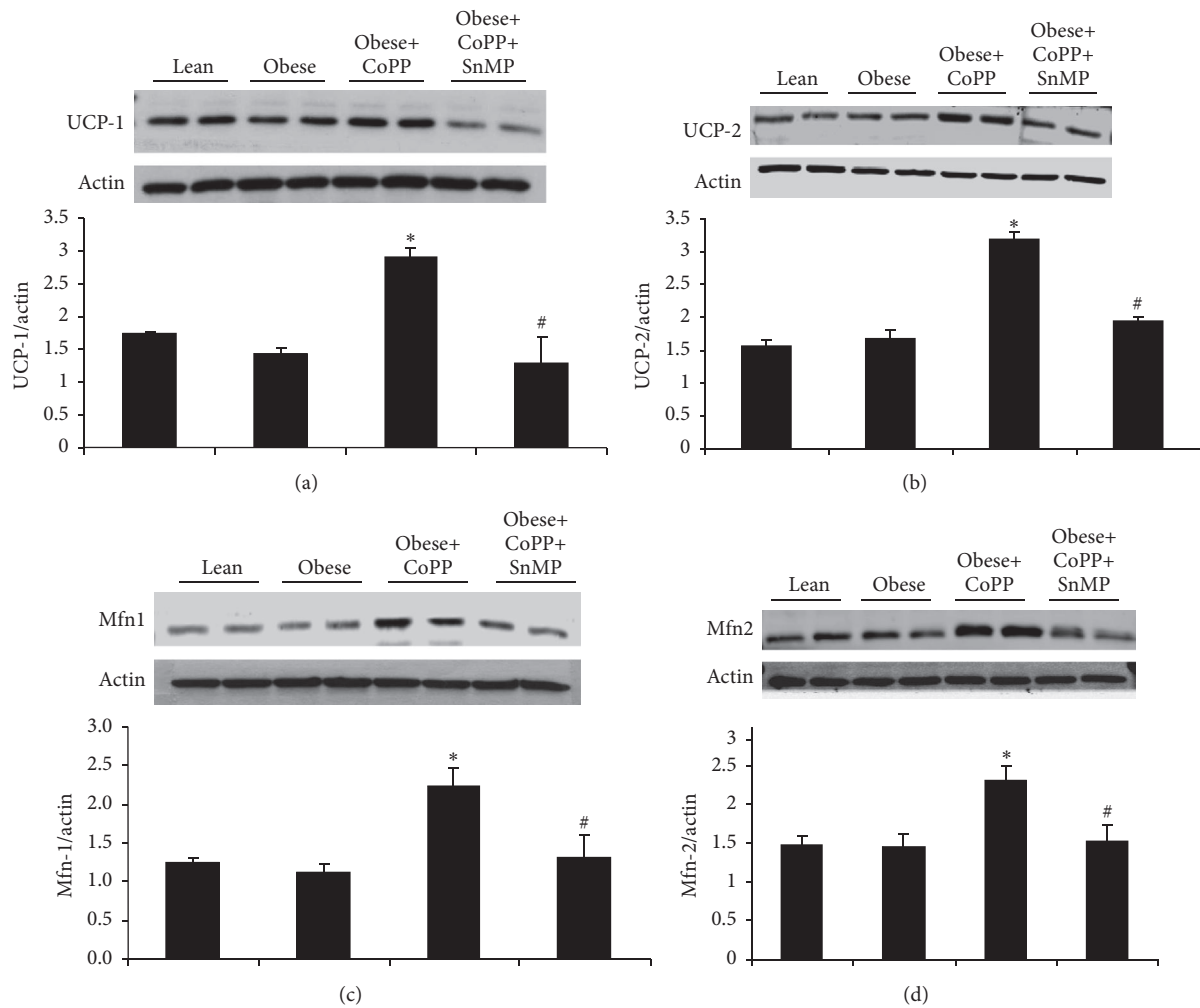 Obese+
CoPP+
SnMP
Obese+
CoPP
Lean
Obese
UCP-1
Actin
3.5
3
2.5
2
1.5
1
0.5
0
UCP-1/actin
*
#
(a)
Obese+
CoPP+
SnMP
Obese+
CoPP
Lean
Obese
UCP-2
Actin
3.5
3
2.5
2
1.5
1
0.5
0
UCP-2/actin
*
#
(b)
Obese+
CoPP+
SnMP
Obese+
CoPP
Lean
Obese
Mfn1
Actin
3.0
2.5
2.0
1.5
1.0
0.5
0.0
Mfn-1/actin
*
#
(c)
Obese+
CoPP+
SnMP
Obese+
CoPP
Lean
Obese
Mfn2
Actin
3
2.5
2
1.5
1
0.5
0
Mfn-2/actin
*
#
(d)